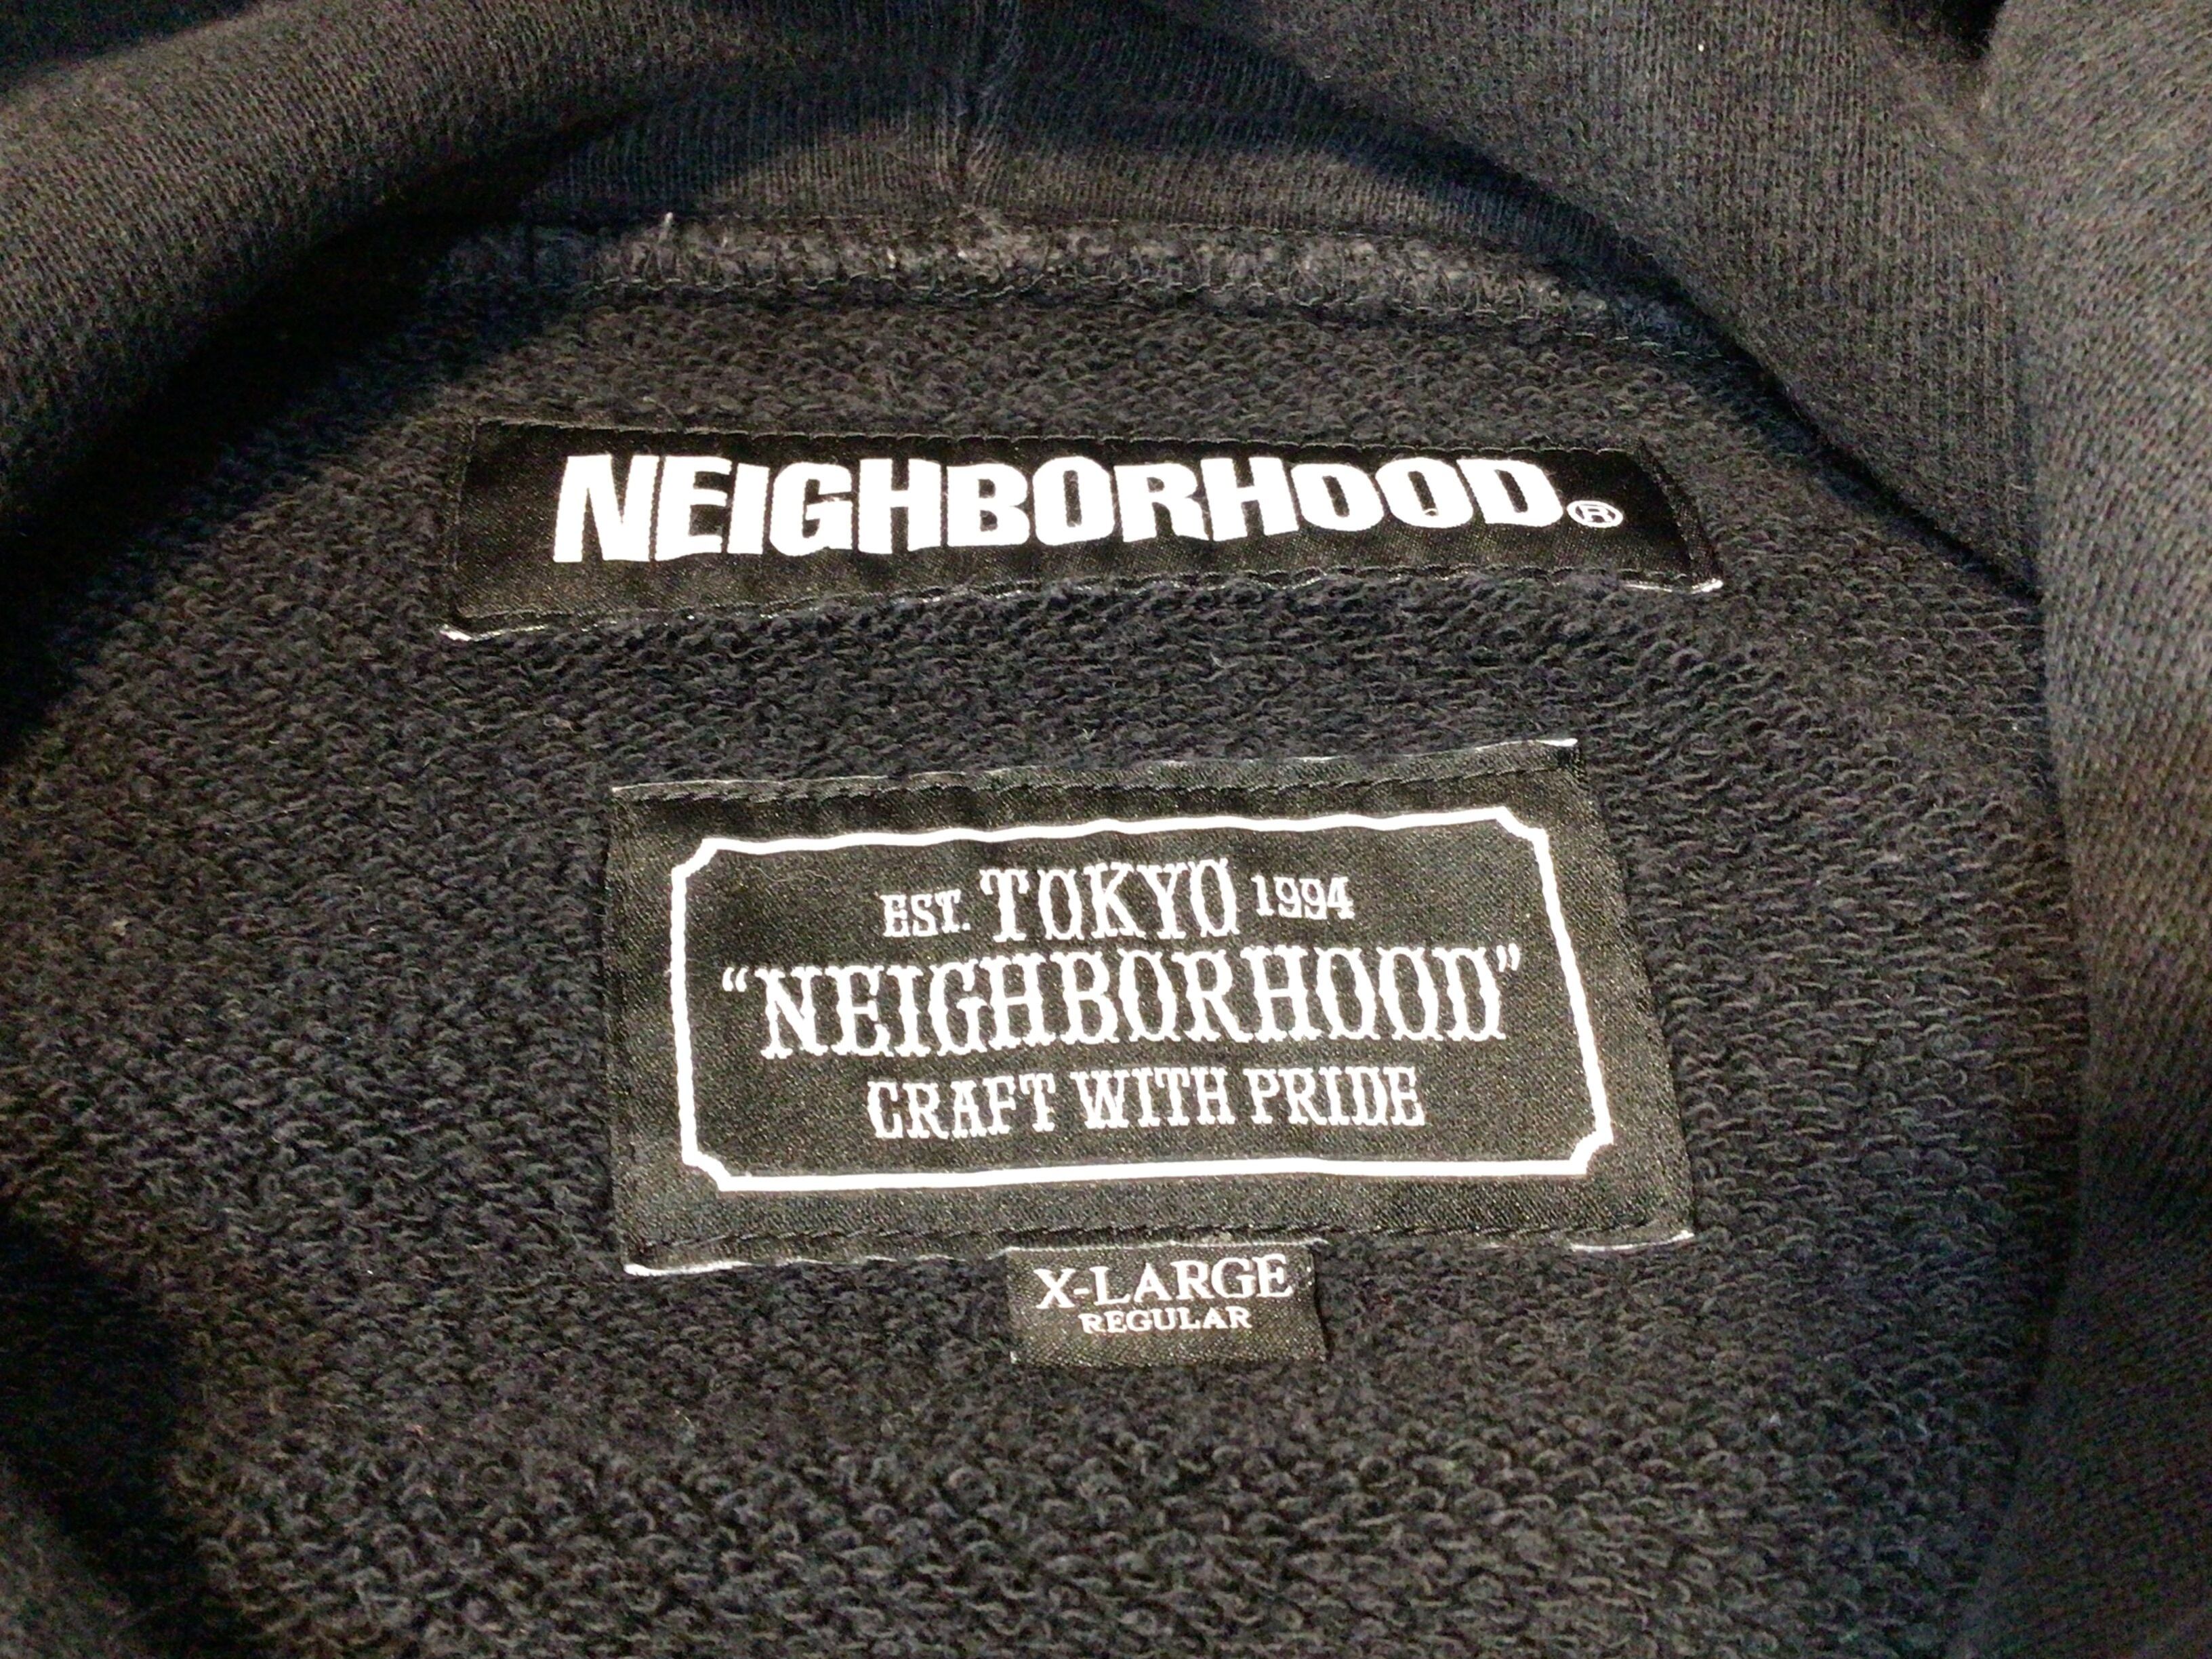 NEIGHBORHOOD.®
EST. TOKYO 1994
“NEIGHBORHOOD”
CRAFT WITH PRIDE
X-LARGE
REGULAR